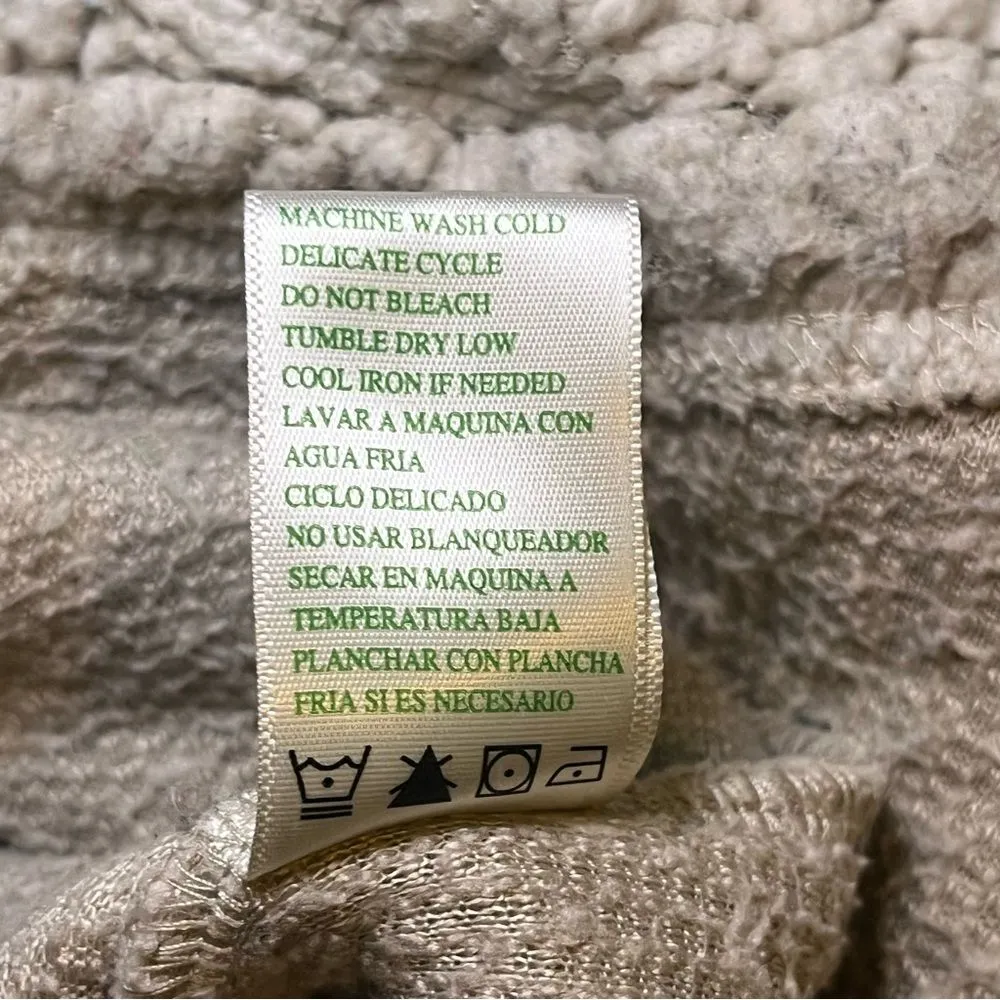 MACHINE WASH COLD
DELICATE CYCLE
DO NOT BLEACH
TUMBLE DRY LOW
COOL IRON IF NEEDED
LAVAR A MAQUINA CON
AGUA FRIA
CICLO DELICADO
NO USAR BLANQUEADOR
SECAR EN MAQUINA A
TEMPERATURA BAJA
PLANCHAR CON PLANCHA
FRIA SI ES NECESARIO